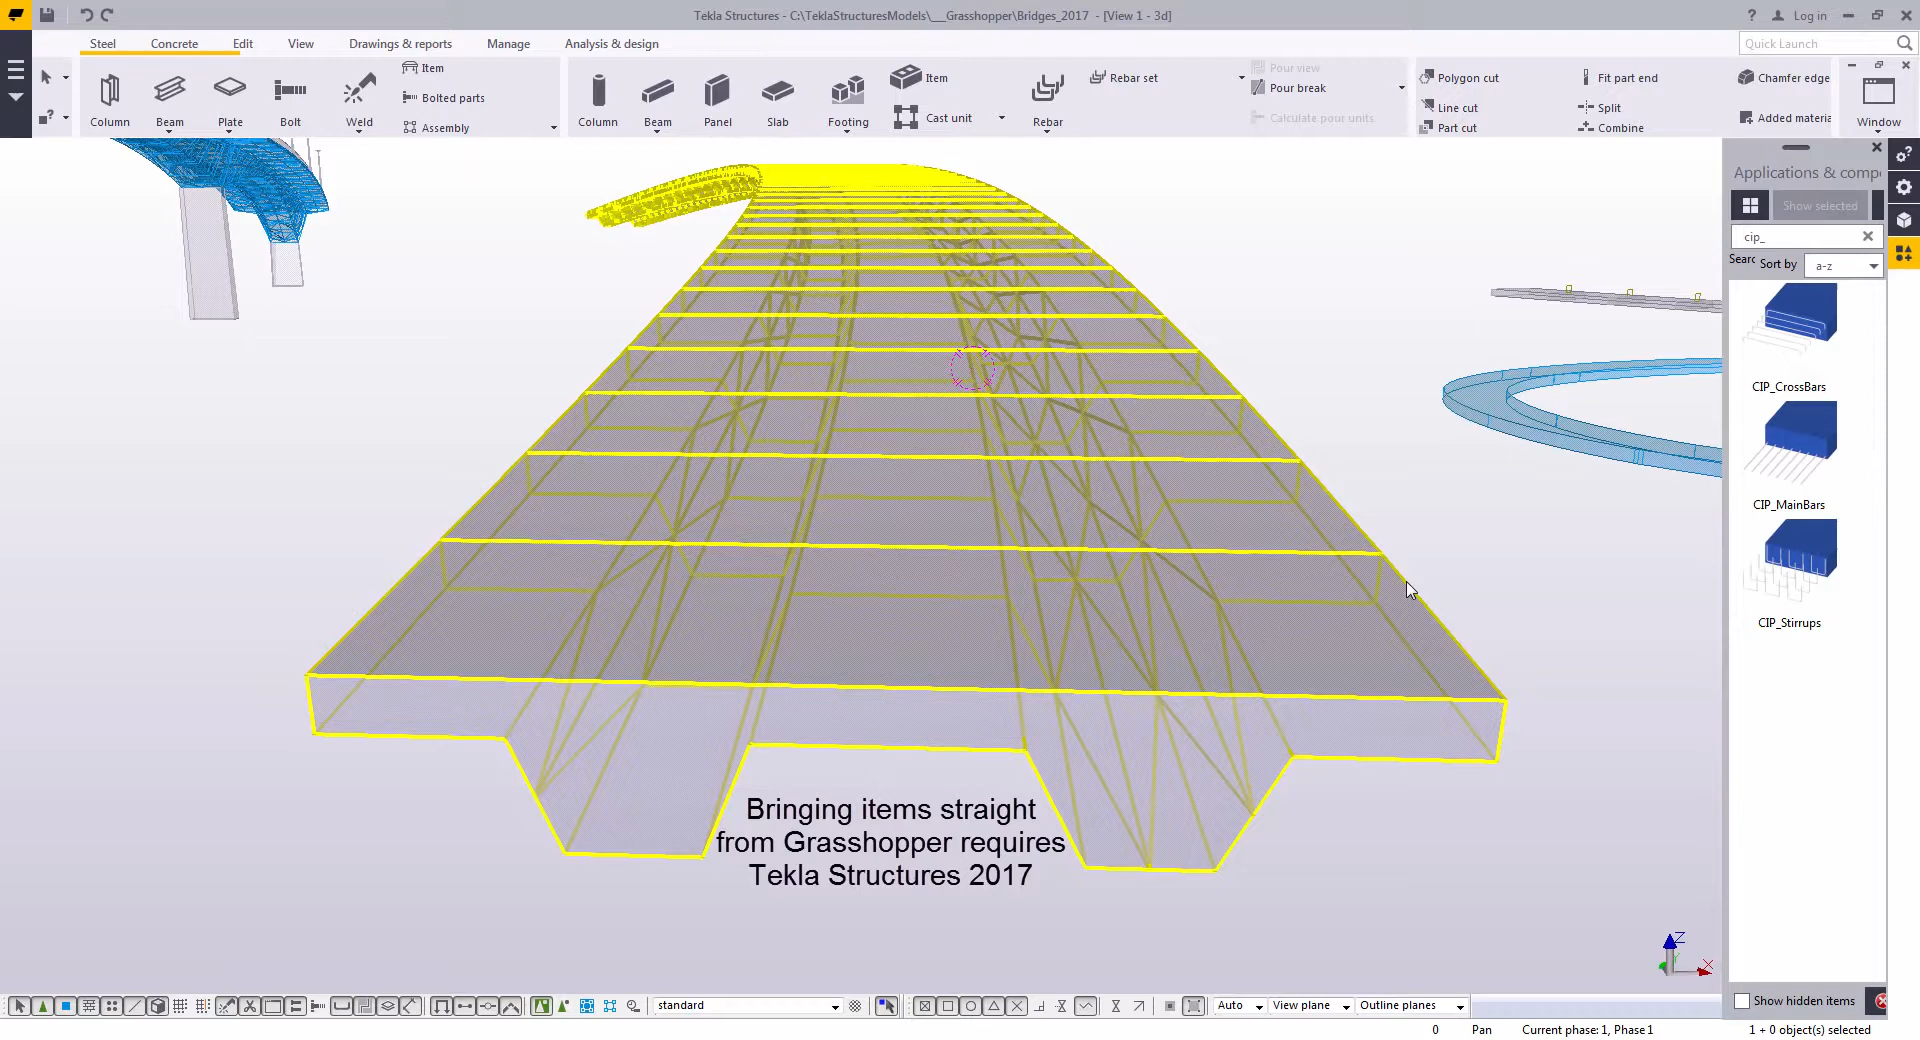 Tekla Structures - C:\TeklaStructuresModels\__Grasshopper\Bridges_2017 - [View 1 - 3d]
? Log in
Steel Concrete Edit View Drawings & reports Manage Analysis & design
Quick Launch
Column
Beam
Plate
Bolt
Weld
Item
Bolted parts
Assembly
Column
Beam
Panel
Slab
Footing
Item
Cast unit
Rebar
Rebar set
Pour view
Pour break
Calculate pour units
Polygon cut
Line cut
Part cut
Fit part end
Split
Combine
Chamfer edge
Added materia
Window
Applications & comp
Show selected
cip_
Searc Sort by a-z
CIP_CrossBars
CIP_MainBars
CIP_Stirrups
Bringing items straight
from Grasshopper requires
Tekla Structures 2017
Z
X
standard
Auto
View plane
Outline planes
Show hidden items
0 Pan Current phase: 1, Phase 1 1 + 0 object(s) selected